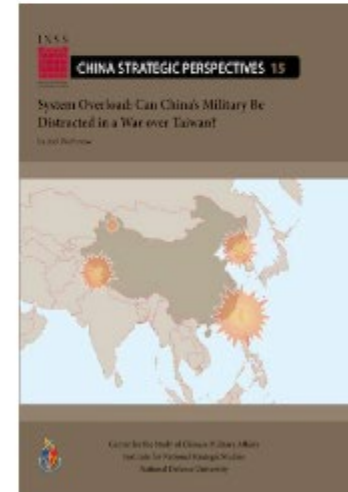 INSS
CHINA STRATEGIC PERSPECTIVES 15
System Overload: Can China's Military Be
Distracted in a War over Taiwan?
Center for the Study of Chinese Military Affairs
Institute for National Strategic Studies
National Defense University